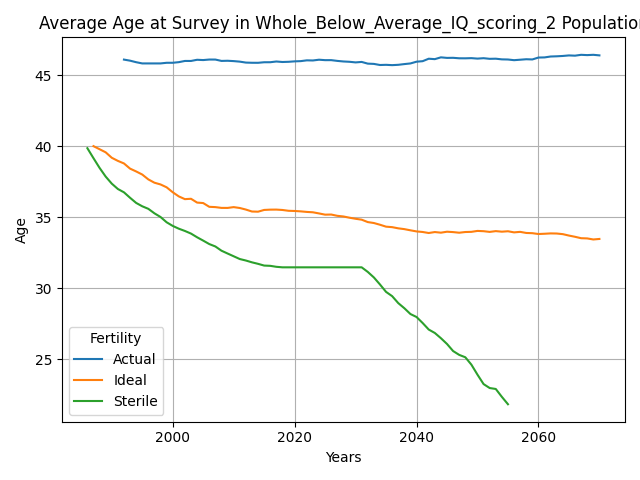 Average Age at Survey in Whole_Below_Average_IQ_scoring_2 Population
45
40
35
30
25
Age
Fertility
Actual
Ideal
Sterile
2000 2020 2040 2060
Years